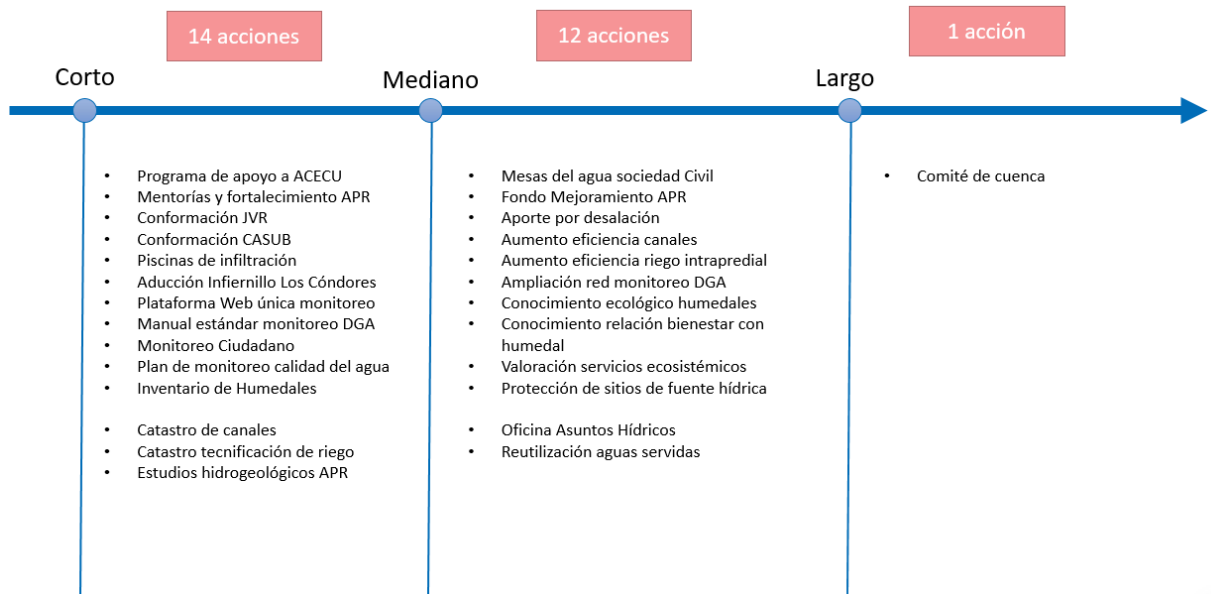 14 acciones
12 acciones
1 acción
Corto
Mediano
Largo
• Programa de apoyo a ACECU
• Mentorías y fortalecimiento APR
• Conformación JVR
• Conformación CASUB
• Piscinas de infiltración
• Aducción Infiernillo Los Cóndores
• Plataforma Web única monitoreo
• Manual estándar monitoreo DGA
• Monitoreo Ciudadano
• Plan de monitoreo calidad del agua
• Inventario de Humedales
• Catastro de canales
• Catastro tecnificación de riego
• Estudios hidrogeológicos APR
• Mesas del agua sociedad Civil
• Fondo Mejoramiento APR
• Aporte por desalación
• Aumento eficiencia canales
• Aumento eficiencia riego intrapredial
• Ampliación red monitoreo DGA
• Conocimiento ecológico humedales
• Conocimiento relación bienestar con
humedal
• Valoración servicios ecosistémicos
• Protección de sitios de fuente hídrica
• Oficina Asuntos Hídricos
• Reutilización aguas servidas
• Comité de cuenca